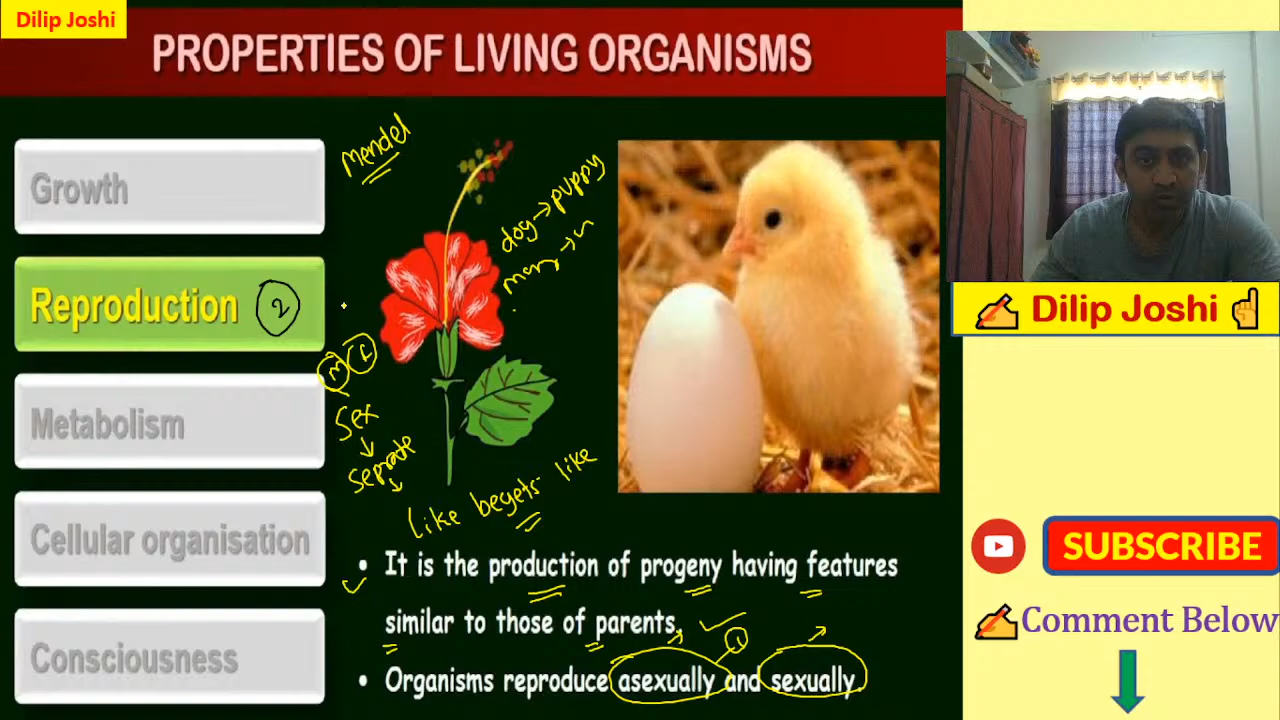 Dilip Joshi
PROPERTIES OF LIVING ORGANISMS
Growth
Reproduction 2
Metabolism
Cellular organisation
Consciousness
Mendel
dog → puppy
Sex
↓
Seprate
Like begets like
• It is the production of progeny having features
similar to those of parents.
• Organisms reproduce asexually and sexually.
Dilip Joshi
SUBSCRIBE
Comment Below